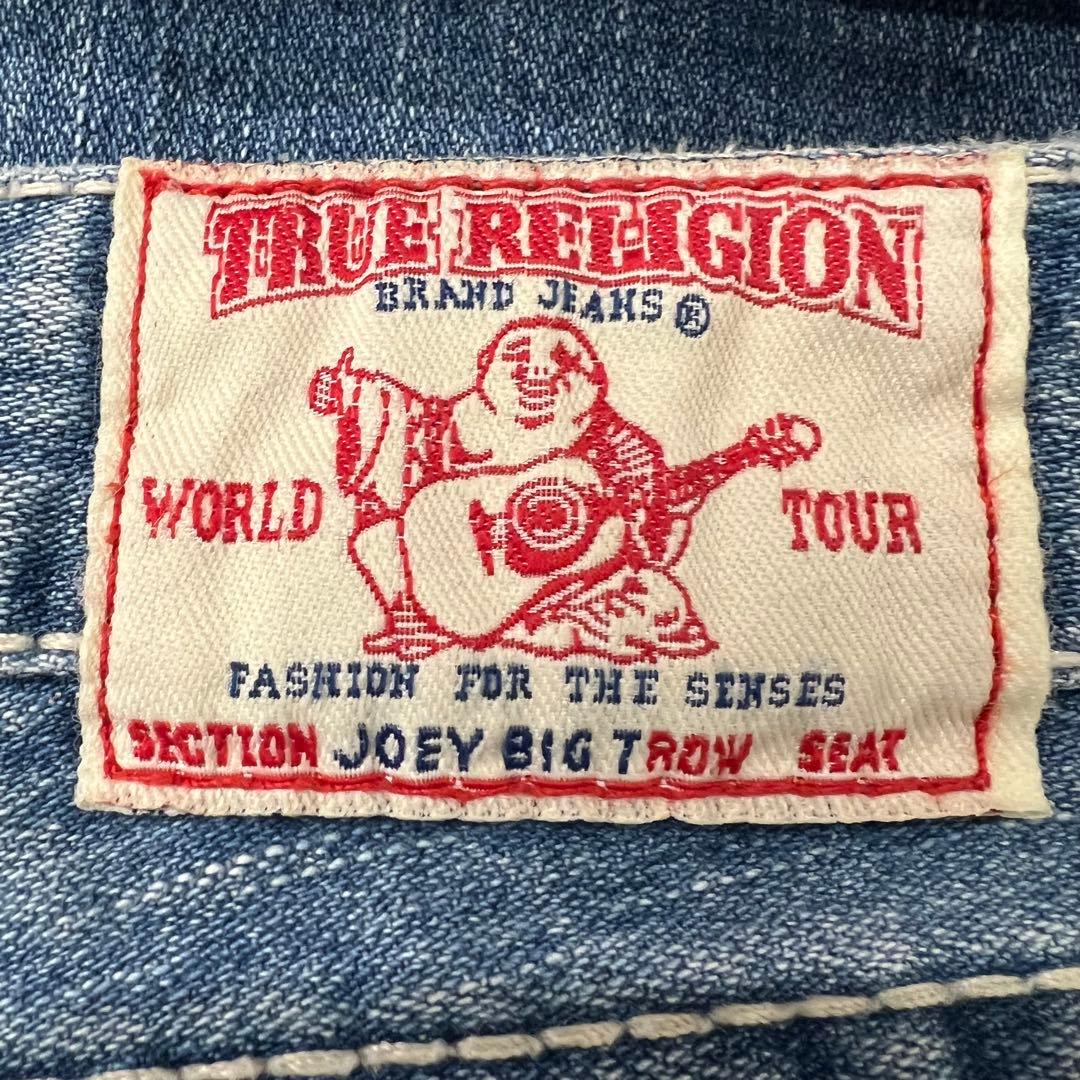 TRUE RELIGION
BRAND JEANS ®
WORLD TOUR
FASHION FOR THE SENSES
SECTION JOEY BIG T ROW SEAT